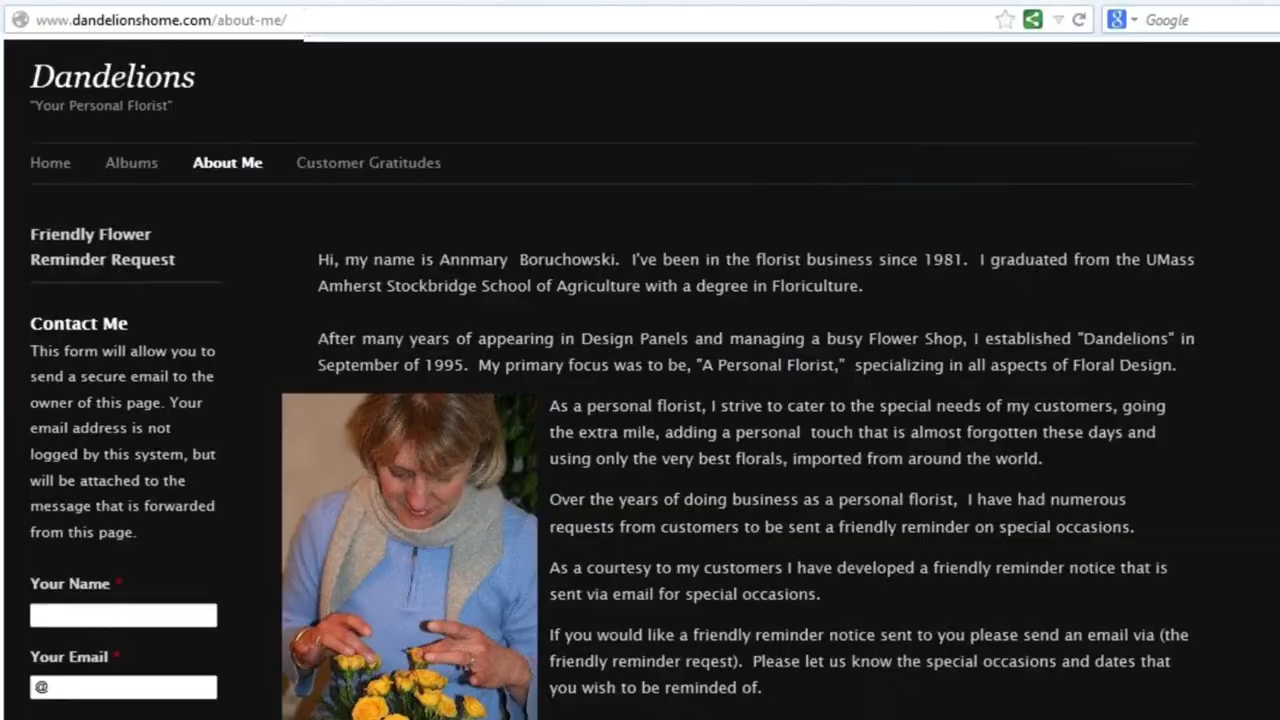 www.dandelionshome.com/about-me/
Google
Dandelions
"Your Personal Florist"
Home Albums About Me Customer Gratitudes
Friendly Flower
Reminder Request
Contact Me
This form will allow you to
send a secure email to the
owner of this page. Your
email address is not
logged by this system, but
will be attached to the
message that is forwarded
from this page.
Your Name *
Your Email *
@
Hi, my name is Annmary Boruchowski. I've been in the florist business since 1981. I graduated from the UMass
Amherst Stockbridge School of Agriculture with a degree in Floriculture.
After many years of appearing in Design Panels and managing a busy Flower Shop, I established "Dandelions" in
September of 1995. My primary focus was to be, "A Personal Florist," specializing in all aspects of Floral Design.
As a personal florist, I strive to cater to the special needs of my customers, going
the extra mile, adding a personal touch that is almost forgotten these days and
using only the very best florals, imported from around the world.
Over the years of doing business as a personal florist, I have had numerous
requests from customers to be sent a friendly reminder on special occasions.
As a courtesy to my customers I have developed a friendly reminder notice that is
sent via email for special occasions.
If you would like a friendly reminder notice sent to you please send an email via (the
friendly reminder reqest). Please let us know the special occasions and dates that
you wish to be reminded of.